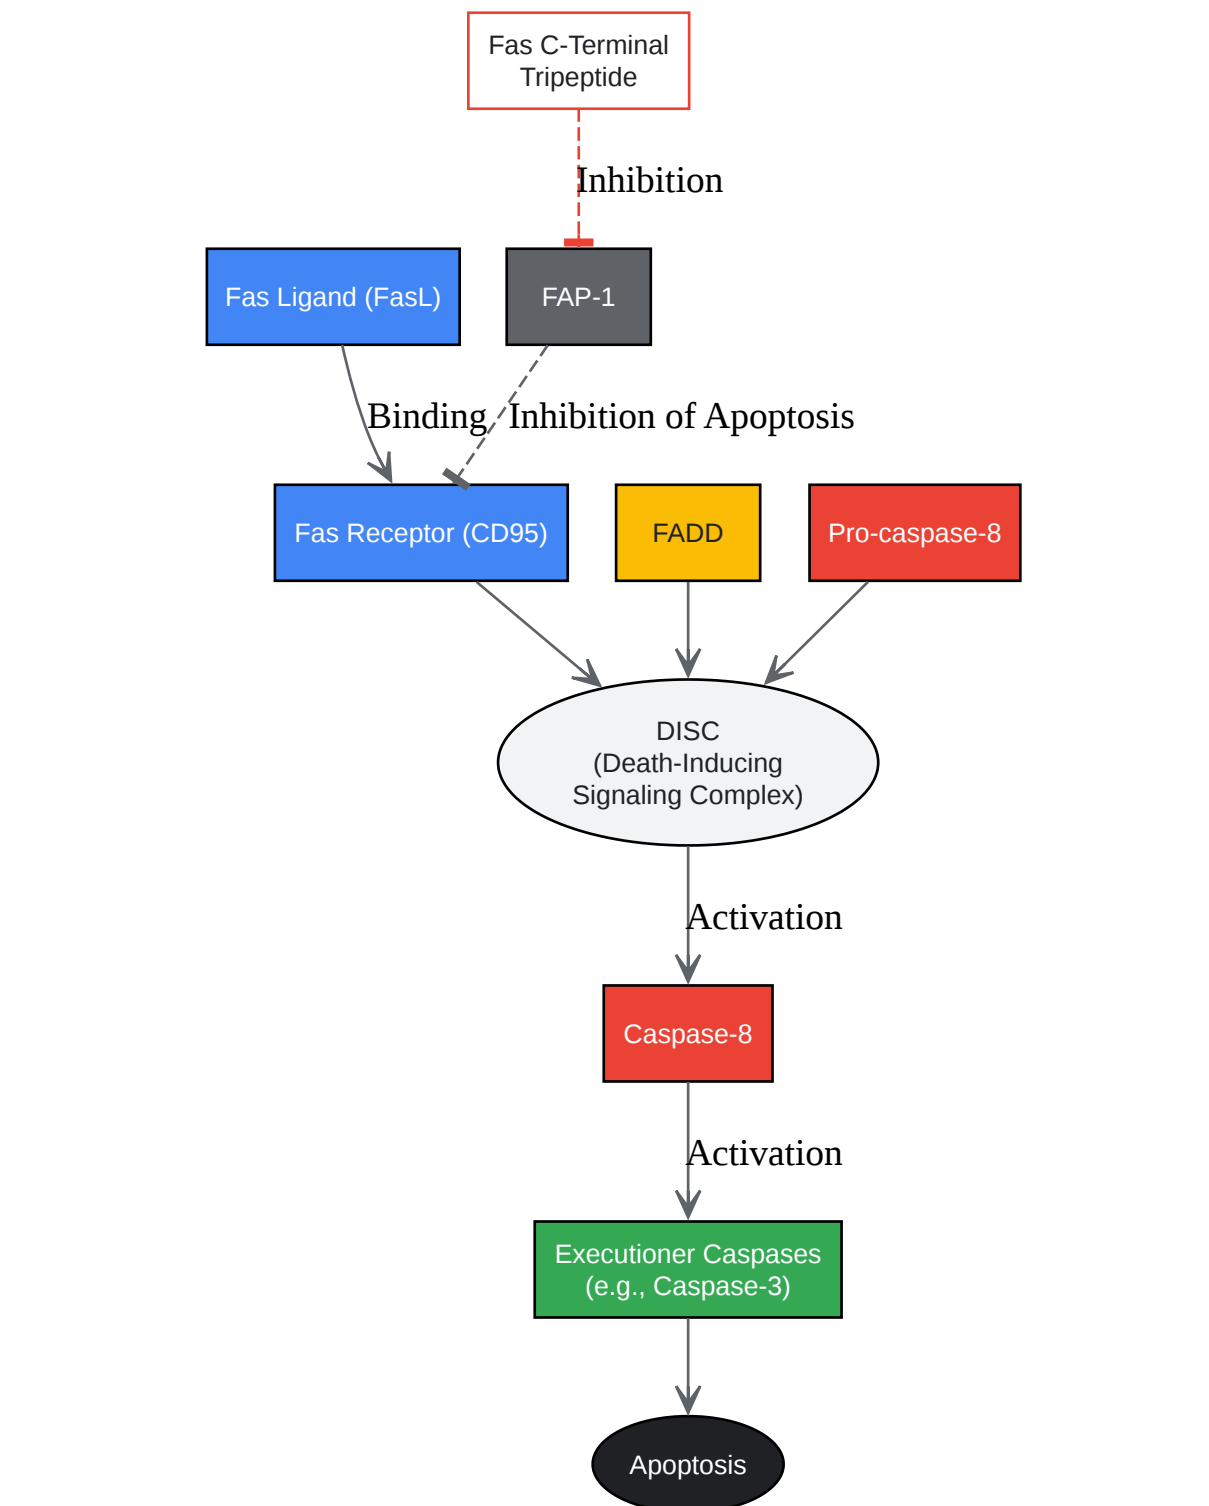 Fas C-Terminal
Tripeptide
Inhibition
Fas Ligand (FasL)
FAP-1
Binding
Inhibition of Apoptosis
Fas Receptor (CD95)
FADD
Pro-caspase-8
DISC
(Death-Inducing
Signaling Complex)
Activation
Caspase-8
Activation
Executioner Caspases
(e.g., Caspase-3)
Apoptosis